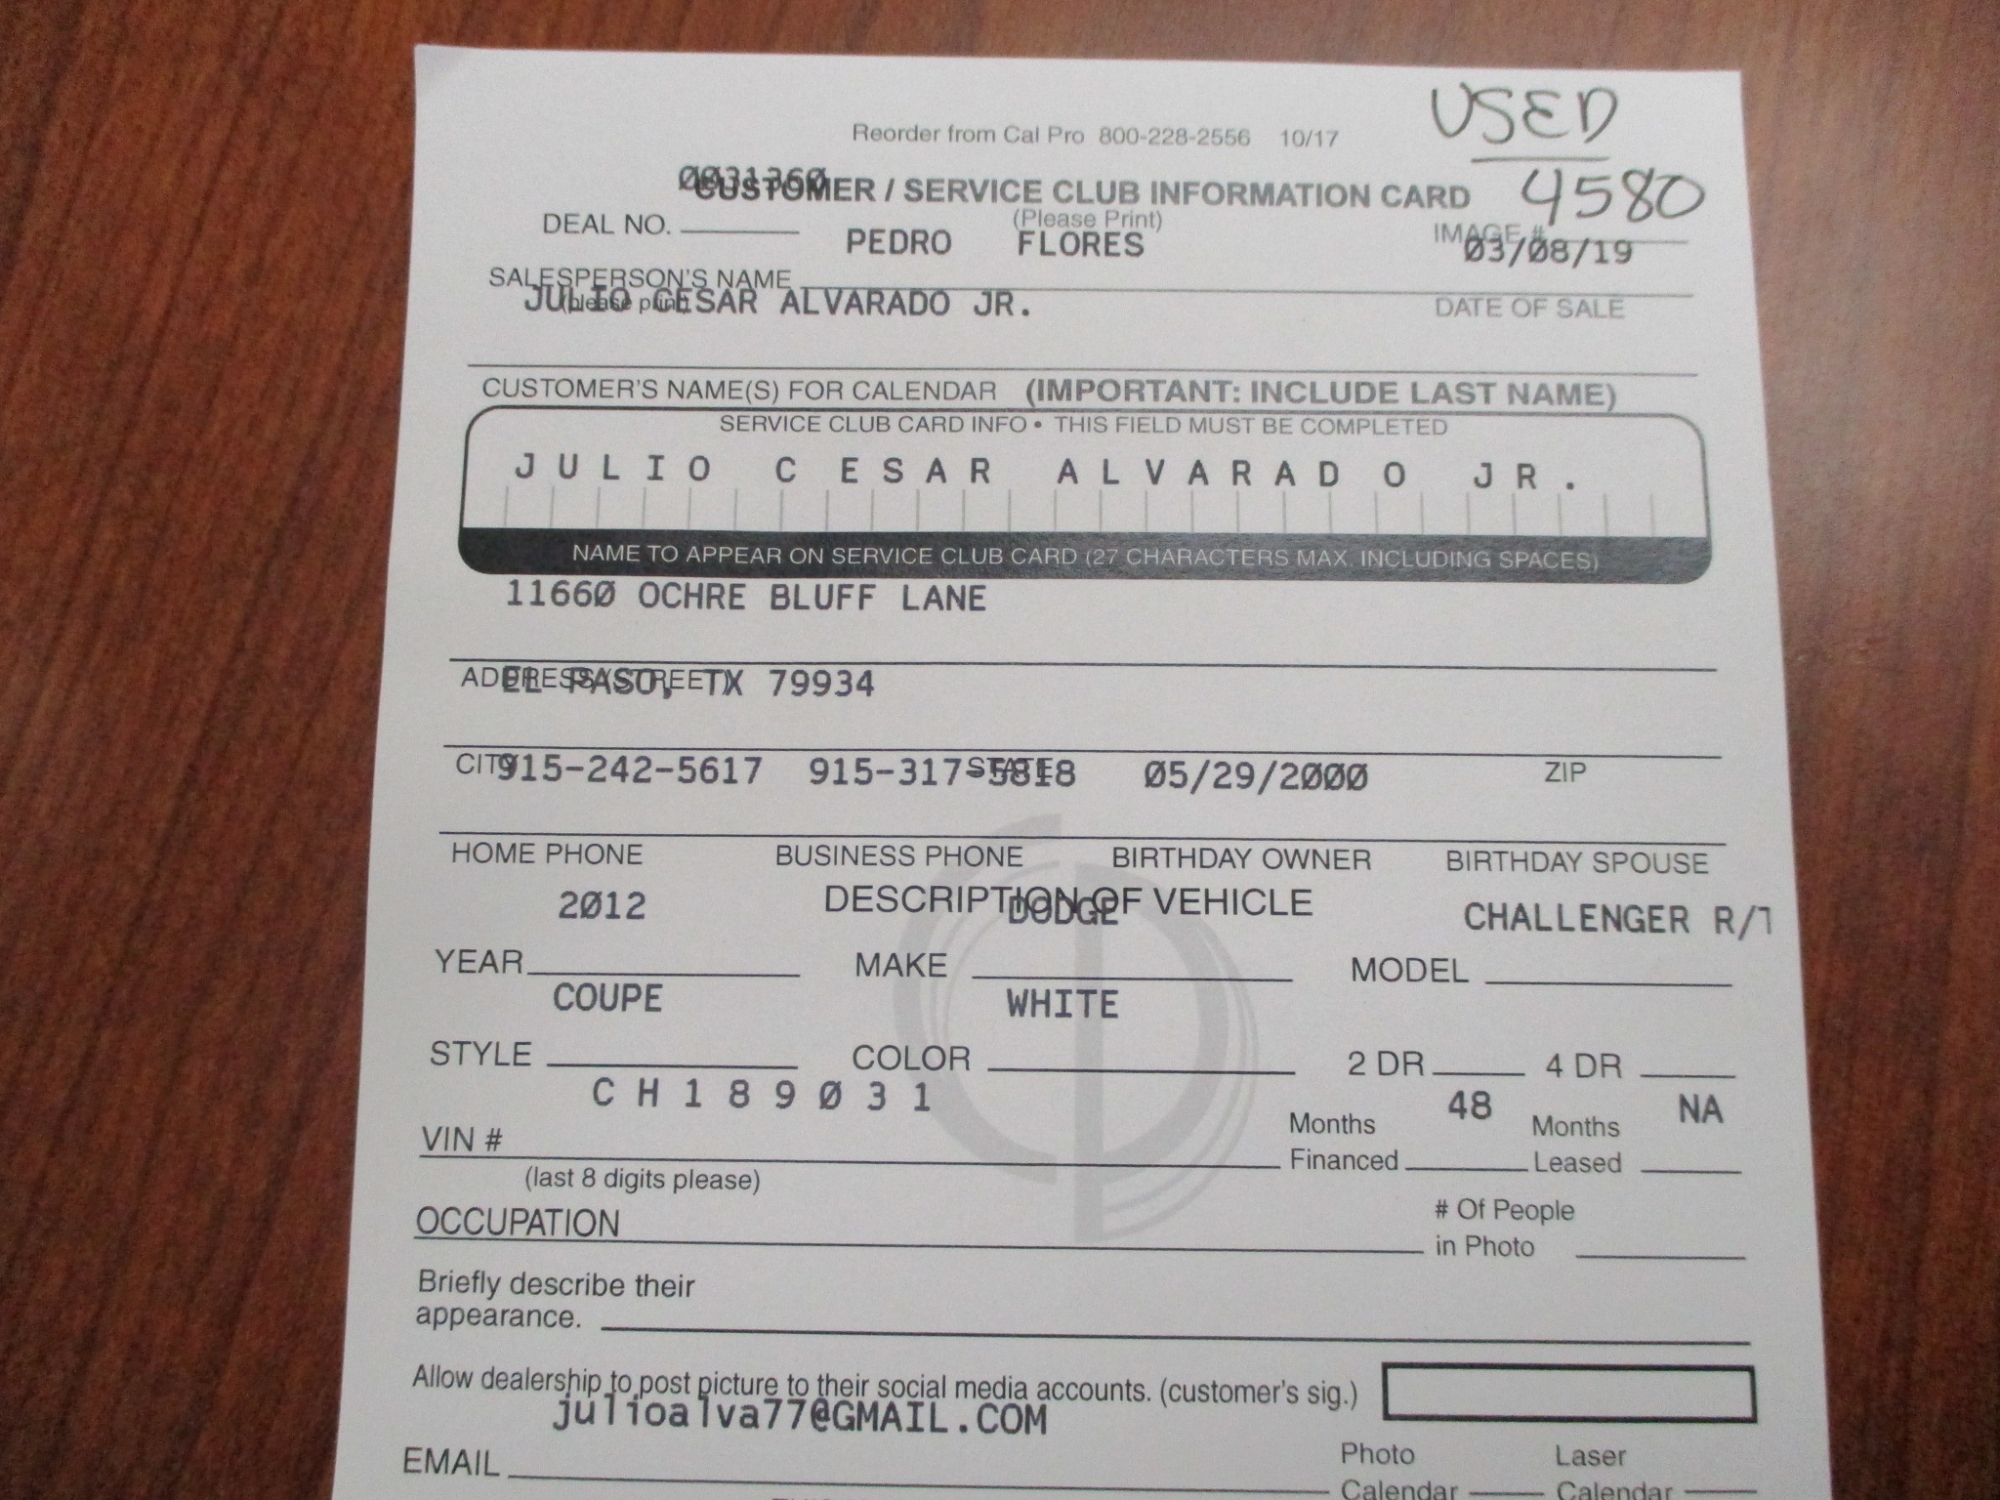 USED
Reorder from Cal Pro 800-228-2556 10/17
0031360
CUSTOMER / SERVICE CLUB INFORMATION CARD 4580
DEAL NO. (Please Print) IMAGE #
PEDRO FLORES 03/08/19
SALESPERSON'S NAME
(please print) DATE OF SALE
JULIO CESAR ALVARADO JR.
CUSTOMER'S NAME(S) FOR CALENDAR (IMPORTANT: INCLUDE LAST NAME)
SERVICE CLUB CARD INFO • THIS FIELD MUST BE COMPLETED
JULIO CESAR ALVARADO JR.
NAME TO APPEAR ON SERVICE CLUB CARD (27 CHARACTERS MAX. INCLUDING SPACES)
11660 OCHRE BLUFF LANE
ADDRESS (STREET)
EL PASO, TX 79934
CITY STATE ZIP
915-242-5617 915-317-5818 05/29/2000
HOME PHONE BUSINESS PHONE BIRTHDAY OWNER BIRTHDAY SPOUSE
DESCRIPTION OF VEHICLE
2012 DODGE CHALLENGER R/T
YEAR MAKE MODEL
COUPE WHITE
STYLE COLOR 2 DR 4 DR
CH189031 48 NA
VIN # Months Financed Months Leased
(last 8 digits please)
OCCUPATION # Of People in Photo
Briefly describe their
appearance.
Allow dealership to post picture to their social media accounts. (customer's sig.)
julioalva77@GMAIL.COM
EMAIL Photo Calendar Laser Calendar